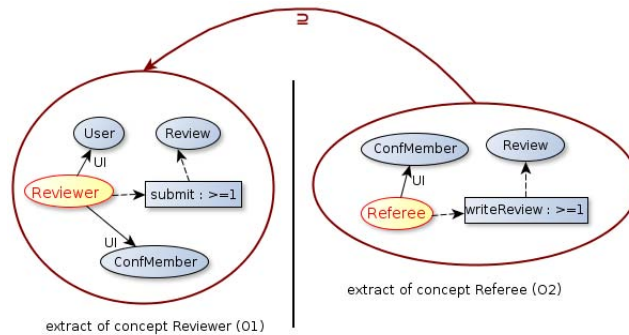 ⊒
User
Review
UI
Reviewer
submit : >=1
UI
ConfMember
extract of concept Reviewer (O1)
ConfMember
Review
UI
Referee
writeReview : >=1
extract of concept Referee (O2)